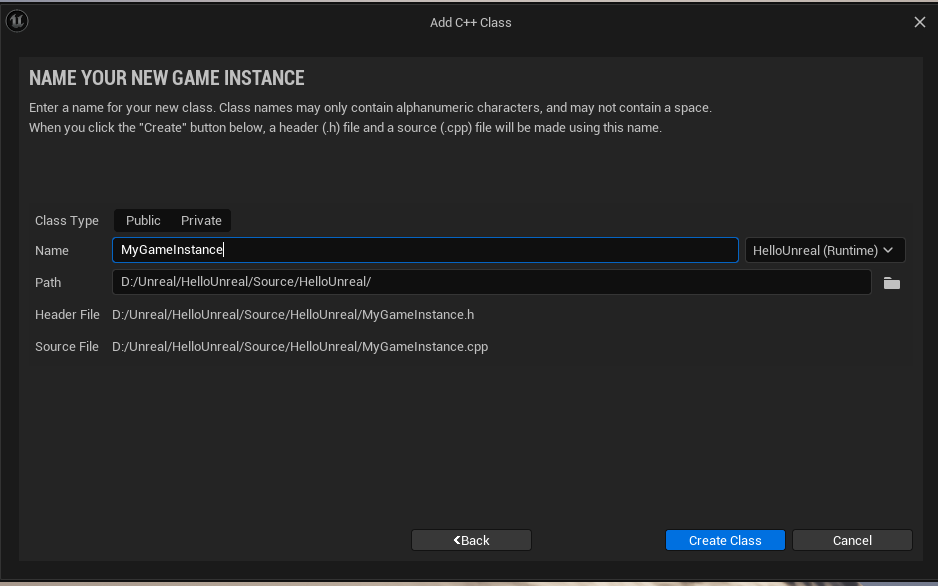 Add C++ Class
NAME YOUR NEW GAME INSTANCE
Enter a name for your new class. Class names may only contain alphanumeric characters, and may not contain a space.
When you click the "Create" button below, a header (.h) file and a source (.cpp) file will be made using this name.
Class Type Public Private
Name MyGameInstance HelloUnreal (Runtime)
Path D:/Unreal/HelloUnreal/Source/HelloUnreal/
Header File D:/Unreal/HelloUnreal/Source/HelloUnreal/MyGameInstance.h
Source File D:/Unreal/HelloUnreal/Source/HelloUnreal/MyGameInstance.cpp
Back Create Class Cancel